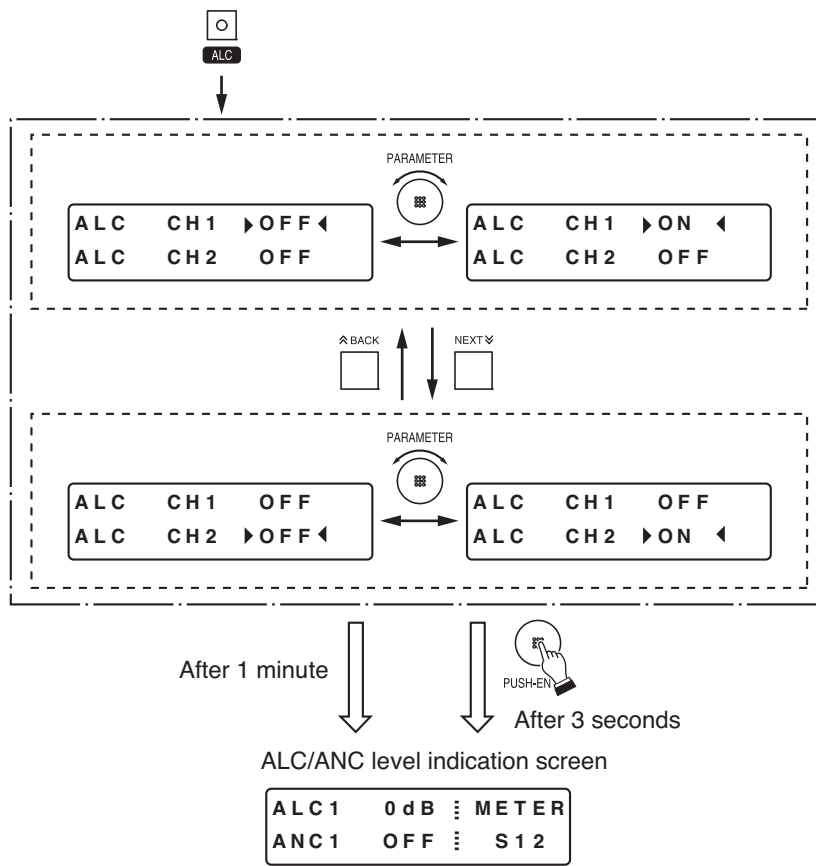 ALC
PARAMETER
ALC CH1 ▶OFF◀
ALC CH2 OFF
ALC CH1 ▶ON ◀
ALC CH2 OFF
BACK
NEXT
PARAMETER
ALC CH1 OFF
ALC CH2 ▶OFF◀
ALC CH1 OFF
ALC CH2 ▶ON ◀
After 1 minute
PUSH-EN
After 3 seconds
ALC/ANC level indication screen
ALC1 0dB METER
ANC1 OFF S12